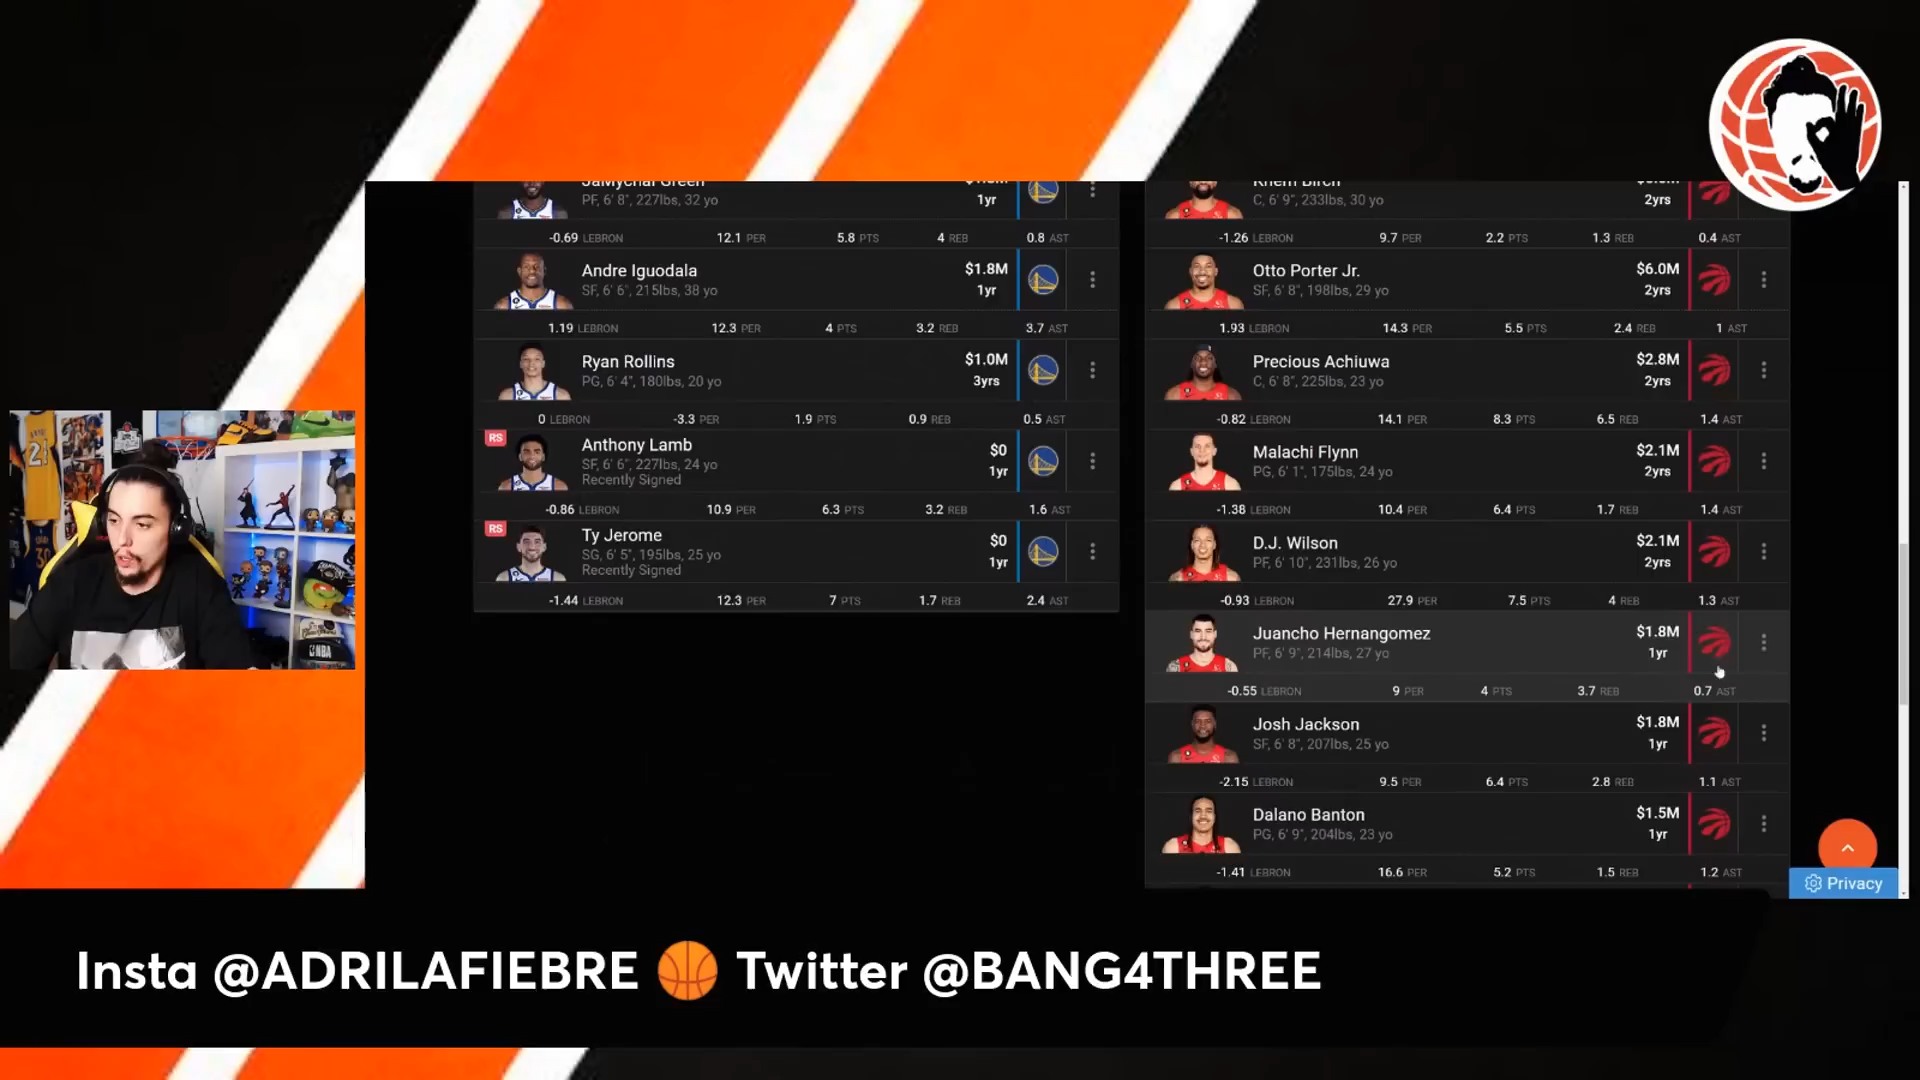 JaMychal Green
PF, 6' 8", 227lbs, 32 yo
1yr
-0.69 LEBRON 12.1 PER 5.8 PTS 4 REB 0.8 AST
Andre Iguodala $1.8M
SF, 6' 6", 215lbs, 38 yo 1yr
1.19 LEBRON 12.3 PER 4 PTS 3.2 REB 3.7 AST
Ryan Rollins $1.0M
PG, 6' 4", 180lbs, 20 yo 3yrs
0 LEBRON -3.3 PER 1.9 PTS 0.9 REB 0.5 AST
RS
Anthony Lamb $0
SF, 6' 6", 227lbs, 24 yo 1yr
Recently Signed
-0.86 LEBRON 10.9 PER 6.3 PTS 3.2 REB 1.6 AST
RS
Ty Jerome $0
SG, 6' 5", 195lbs, 25 yo 1yr
Recently Signed
-1.44 LEBRON 12.3 PER 7 PTS 1.7 REB 2.4 AST
Khem Birch
C, 6' 9", 233lbs, 30 yo 2yrs
-1.26 LEBRON 9.7 PER 2.2 PTS 1.3 REB 0.4 AST
Otto Porter Jr. $6.0M
SF, 6' 8", 198lbs, 29 yo 2yrs
1.93 LEBRON 14.3 PER 5.5 PTS 2.4 REB 1 AST
Precious Achiuwa $2.8M
C, 6' 8", 225lbs, 23 yo 2yrs
-0.82 LEBRON 14.1 PER 8.3 PTS 6.5 REB 1.4 AST
Malachi Flynn $2.1M
PG, 6' 1", 175lbs, 24 yo 2yrs
-1.38 LEBRON 10.4 PER 6.4 PTS 1.7 REB 1.4 AST
D.J. Wilson $2.1M
PF, 6' 10", 231lbs, 26 yo 2yrs
-0.93 LEBRON 27.9 PER 7.5 PTS 4 REB 1.3 AST
Juancho Hernangomez $1.8M
PF, 6' 9", 214lbs, 27 yo 1yr
-0.55 LEBRON 9 PER 4 PTS 3.7 REB 0.7 AST
Josh Jackson $1.8M
SF, 6' 8", 207lbs, 25 yo 1yr
-2.15 LEBRON 9.5 PER 6.4 PTS 2.8 REB 1.1 AST
Dalano Banton $1.5M
PG, 6' 9", 204lbs, 23 yo 1yr
-1.41 LEBRON 16.6 PER 5.2 PTS 1.5 REB 1.2 AST
Privacy
NBA
Insta @ADRILAFIEBRE Twitter @BANG4THREE